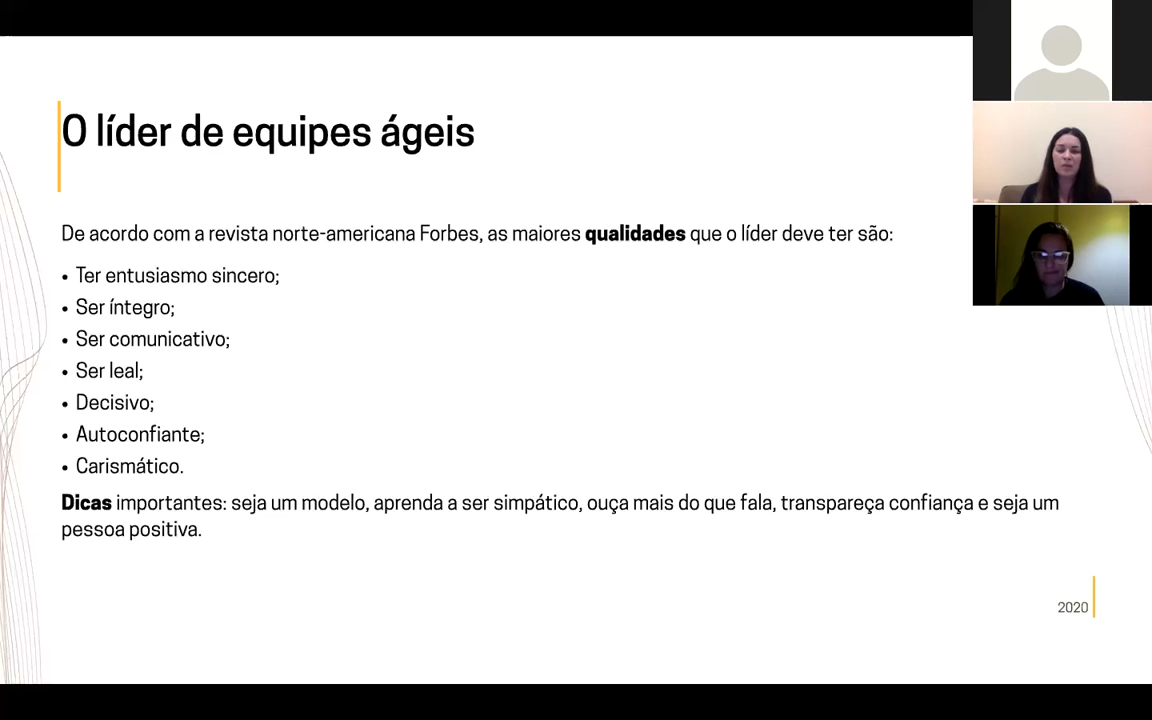 O líder de equipes ágeis
De acordo com a revista norte-americana Forbes, as maiores qualidades que o líder deve ter são:
• Ter entusiasmo sincero;
• Ser íntegro;
• Ser comunicativo;
• Ser leal;
• Decisivo;
• Autoconfiante;
• Carismático.
Dicas importantes: seja um modelo, aprenda a ser simpático, ouça mais do que fala, transpareça confiança e seja um
pessoa positiva.
2020